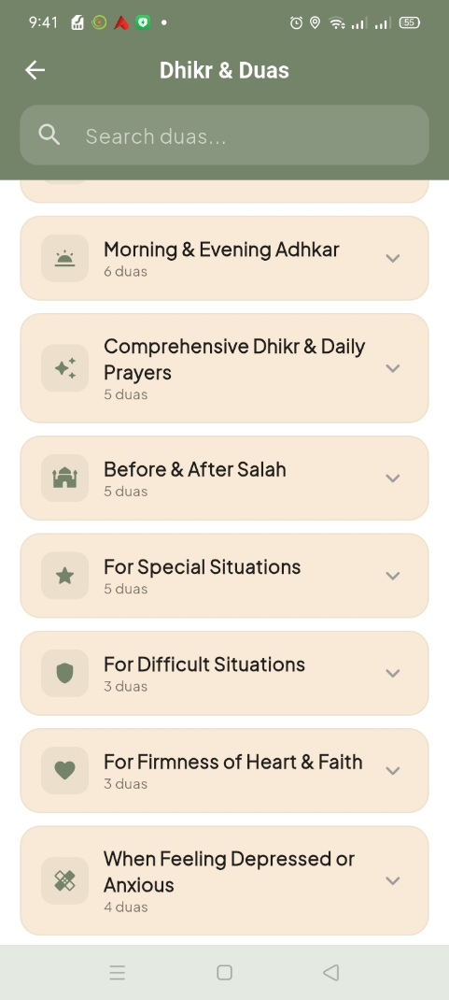 9:41
55
Dhikr & Duas
Search duas...
Morning & Evening Adhkar
6 duas
Comprehensive Dhikr & Daily
Prayers
5 duas
Before & After Salah
5 duas
For Special Situations
5 duas
For Difficult Situations
3 duas
For Firmness of Heart & Faith
3 duas
When Feeling Depressed or
Anxious
4 duas